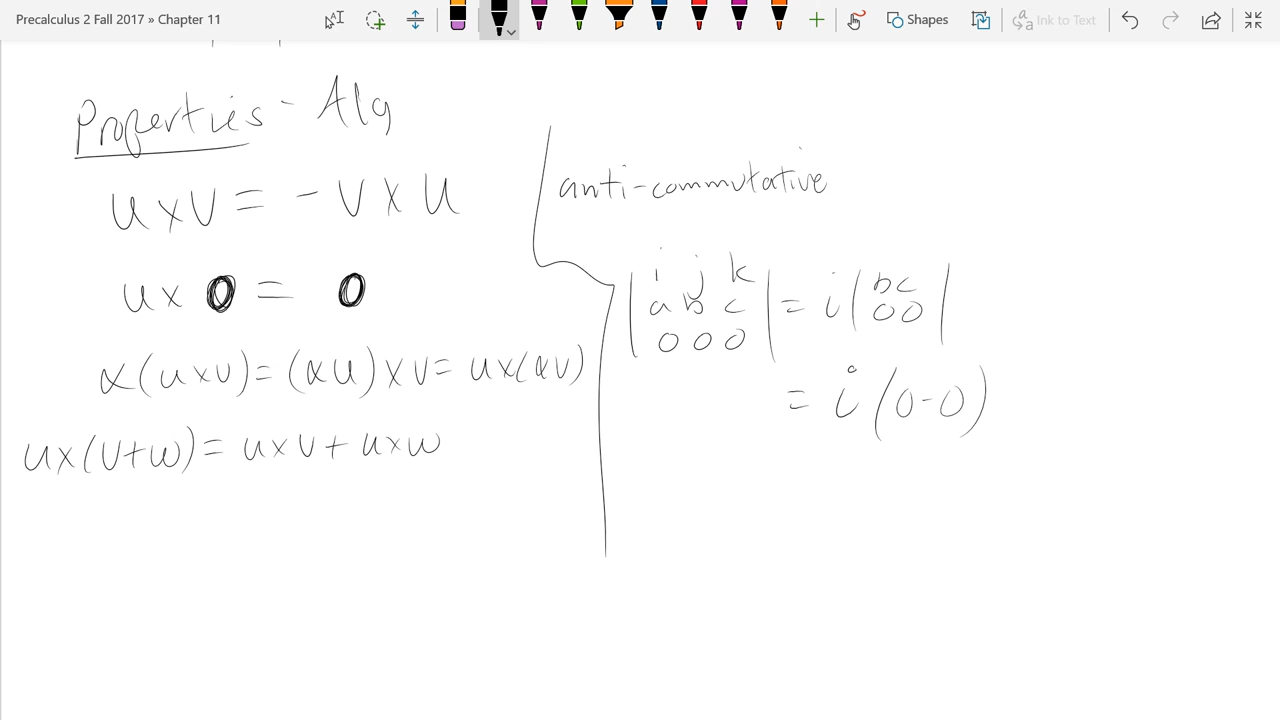 Precalculus 2 Fall 2017 » Chapter 11
Shapes
Ink to Text
Properties - Alg
u x v = - v x u
anti-commutative
u x 0 = 0
| i j k |
| a b c | = i | b c |
| 0 0 0 | | 0 0 |
= i (0-0)
α(u x v) = (αu) x v = u x (αv)
u x (v+w) = u x v + u x w